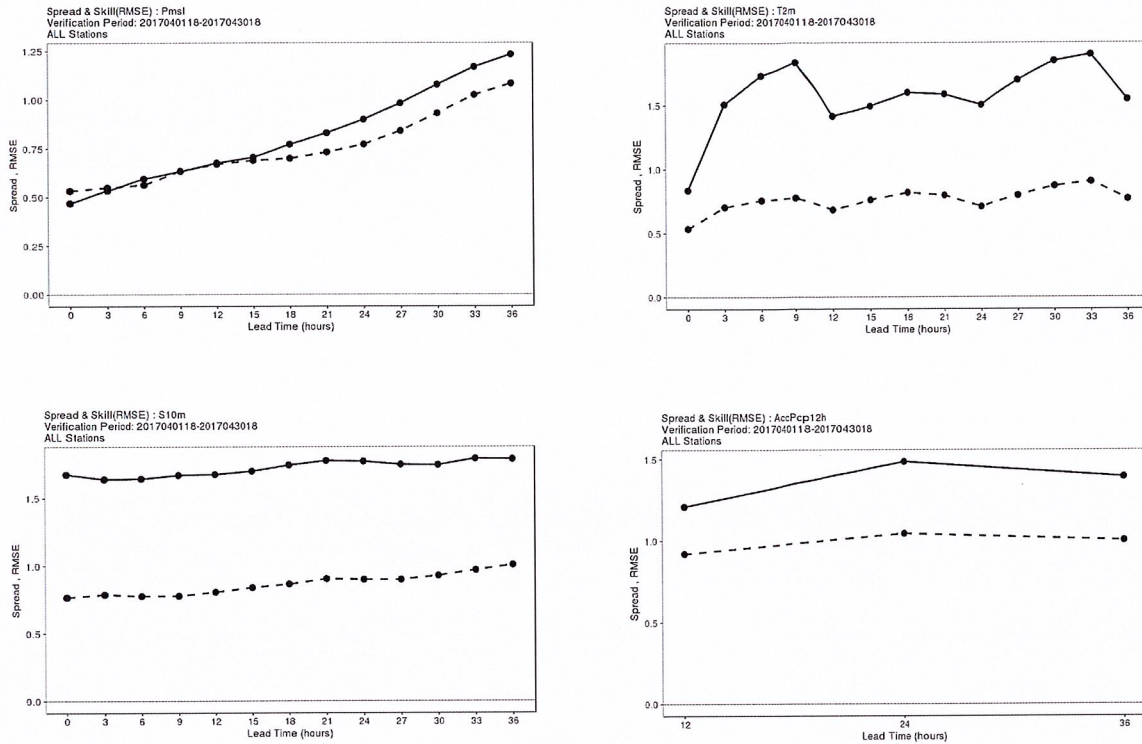 Spread & Skill(RMSE) : Pmsl
Verification Period: 2017040118-2017043018
ALL Stations
1.25
1.00
0.75
0.50
0.25
0.00
Spread , RMSE
0 3 6 9 12 15 18 21 24 27 30 33 36
Lead Time (hours)
Spread & Skill(RMSE) : T2m
Verification Period: 2017040118-2017043018
ALL Stations
1.5
1.0
0.5
0.0
Spread , RMSE
0 3 6 9 12 15 18 21 24 27 30 33 36
Lead Time (hours)
Spread & Skill(RMSE) : S10m
Verification Period: 2017040118-2017043018
ALL Stations
1.5
1.0
0.5
0.0
Spread , RMSE
0 3 6 9 12 15 18 21 24 27 30 33 36
Lead Time (hours)
Spread & Skill(RMSE) : AccPcp12h
Verification Period: 2017040118-2017043018
ALL Stations
1.5
1.0
0.5
0.0
Spread , RMSE
12 24 36
Lead Time (hours)